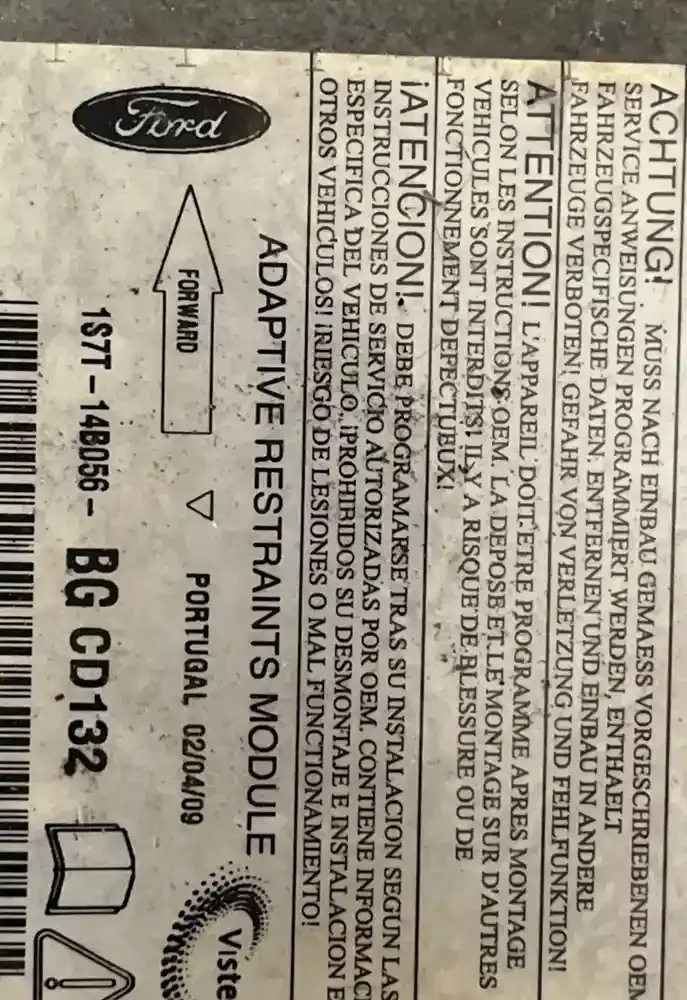 ACHTUNG! MUSS NACH EINBAU GEMAESS VORGESCHRIEBENEN OEM
SERVICE ANWEISUNGEN PROGRAMMIERT WERDEN, ENTHAELT
FAHRZEUGSPECIFISCHE DATEN; ENTFERNEN UND EINBAU IN ANDERE
FAHRZEUGE VERBOTEN! GEFAHR VON VERLETZUNG UND FEHLFUNKTION!
ATTENTION! L'APPAREIL DOIT ETRE PROGRAMME APRES MONTAGE
SELON LES INSTRUCTIONS OEM. LA DEPOSE ET LE MONTAGE SUR D'AUTRES
VEHICULES SONT INTERDITS! IL Y A RISQUE DE BLESSURE OU DE
FONCTIONNEMENT DEFECTUEUX!
¡ATENCION!. DEBE PROGRAMARSE TRAS SU INSTALACION SEGUN LAS
INSTRUCCIONES DE SERVICIO AUTORIZADAS POR OEM. CONTIENE INFORMACI
ESPECIFICA DEL VEHICULO. ¡PROHIBIDOS SU DESMONTAJE E INSTALACION E
OTROS VEHICULOS! ¡RIESGO DE LESIONES O MAL FUNCTIONAMIENTO!
Ford
ADAPTIVE RESTRAINTS MODULE
FORWARD
PORTUGAL 02/04/09
1S7T-14B056- BG CD132
Viste